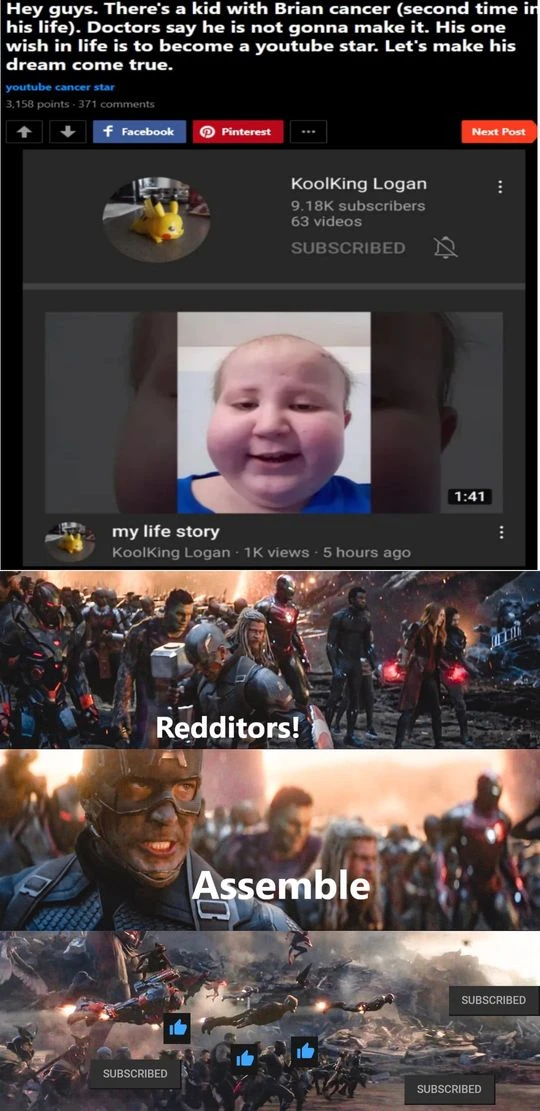 Hey guys. There's a kid with Brian cancer (second time in
his life). Doctors say he is not gonna make it. His one
wish in life is to become a youtube star. Let's make his
dream come true.
youtube cancer star
3,158 points · 371 comments
Facebook
Pinterest
Next Post
KoolKing Logan
9.18K subscribers
63 videos
SUBSCRIBED
1:41
my life story
KoolKing Logan · 1K views · 5 hours ago
Redditors!
Assemble
SUBSCRIBED
SUBSCRIBED
SUBSCRIBED